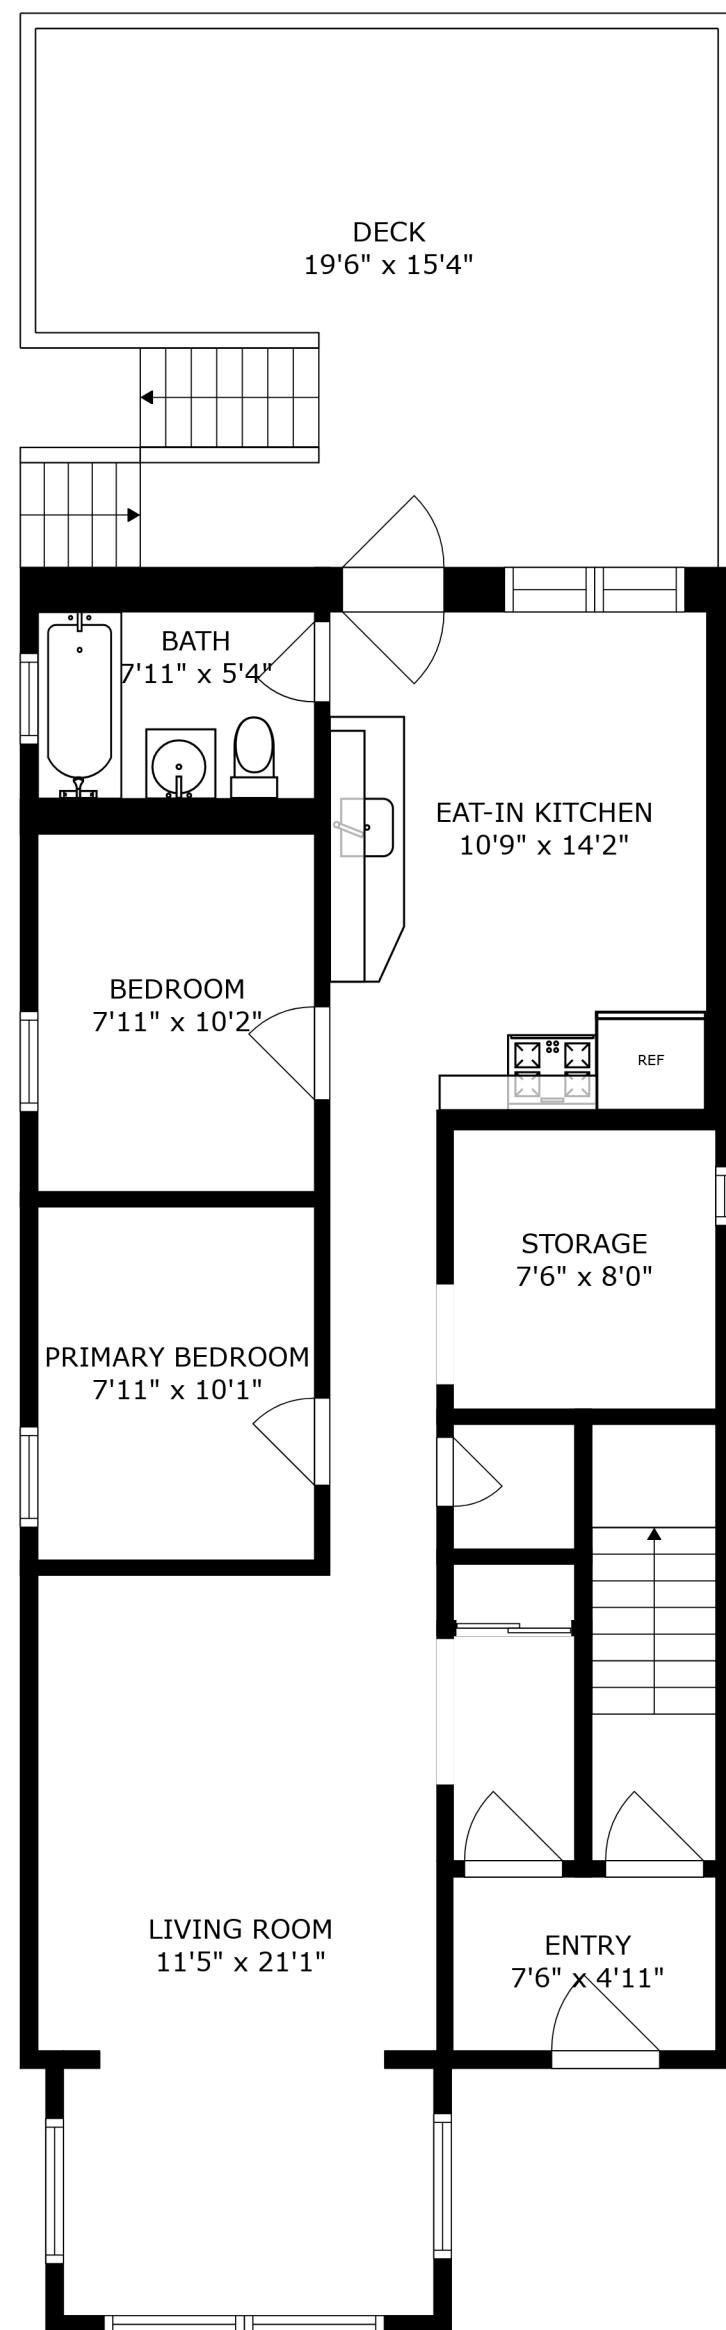 DECK
19'6" x 15'4"
BATH
7'11" x 5'4"
EAT-IN KITCHEN
10'9" x 14'2"
BEDROOM
7'11" x 10'2"
REF
STORAGE
7'6" x 8'0"
PRIMARY BEDROOM
7'11" x 10'1"
LIVING ROOM
11'5" x 21'1"
ENTRY
7'6" x 4'11"